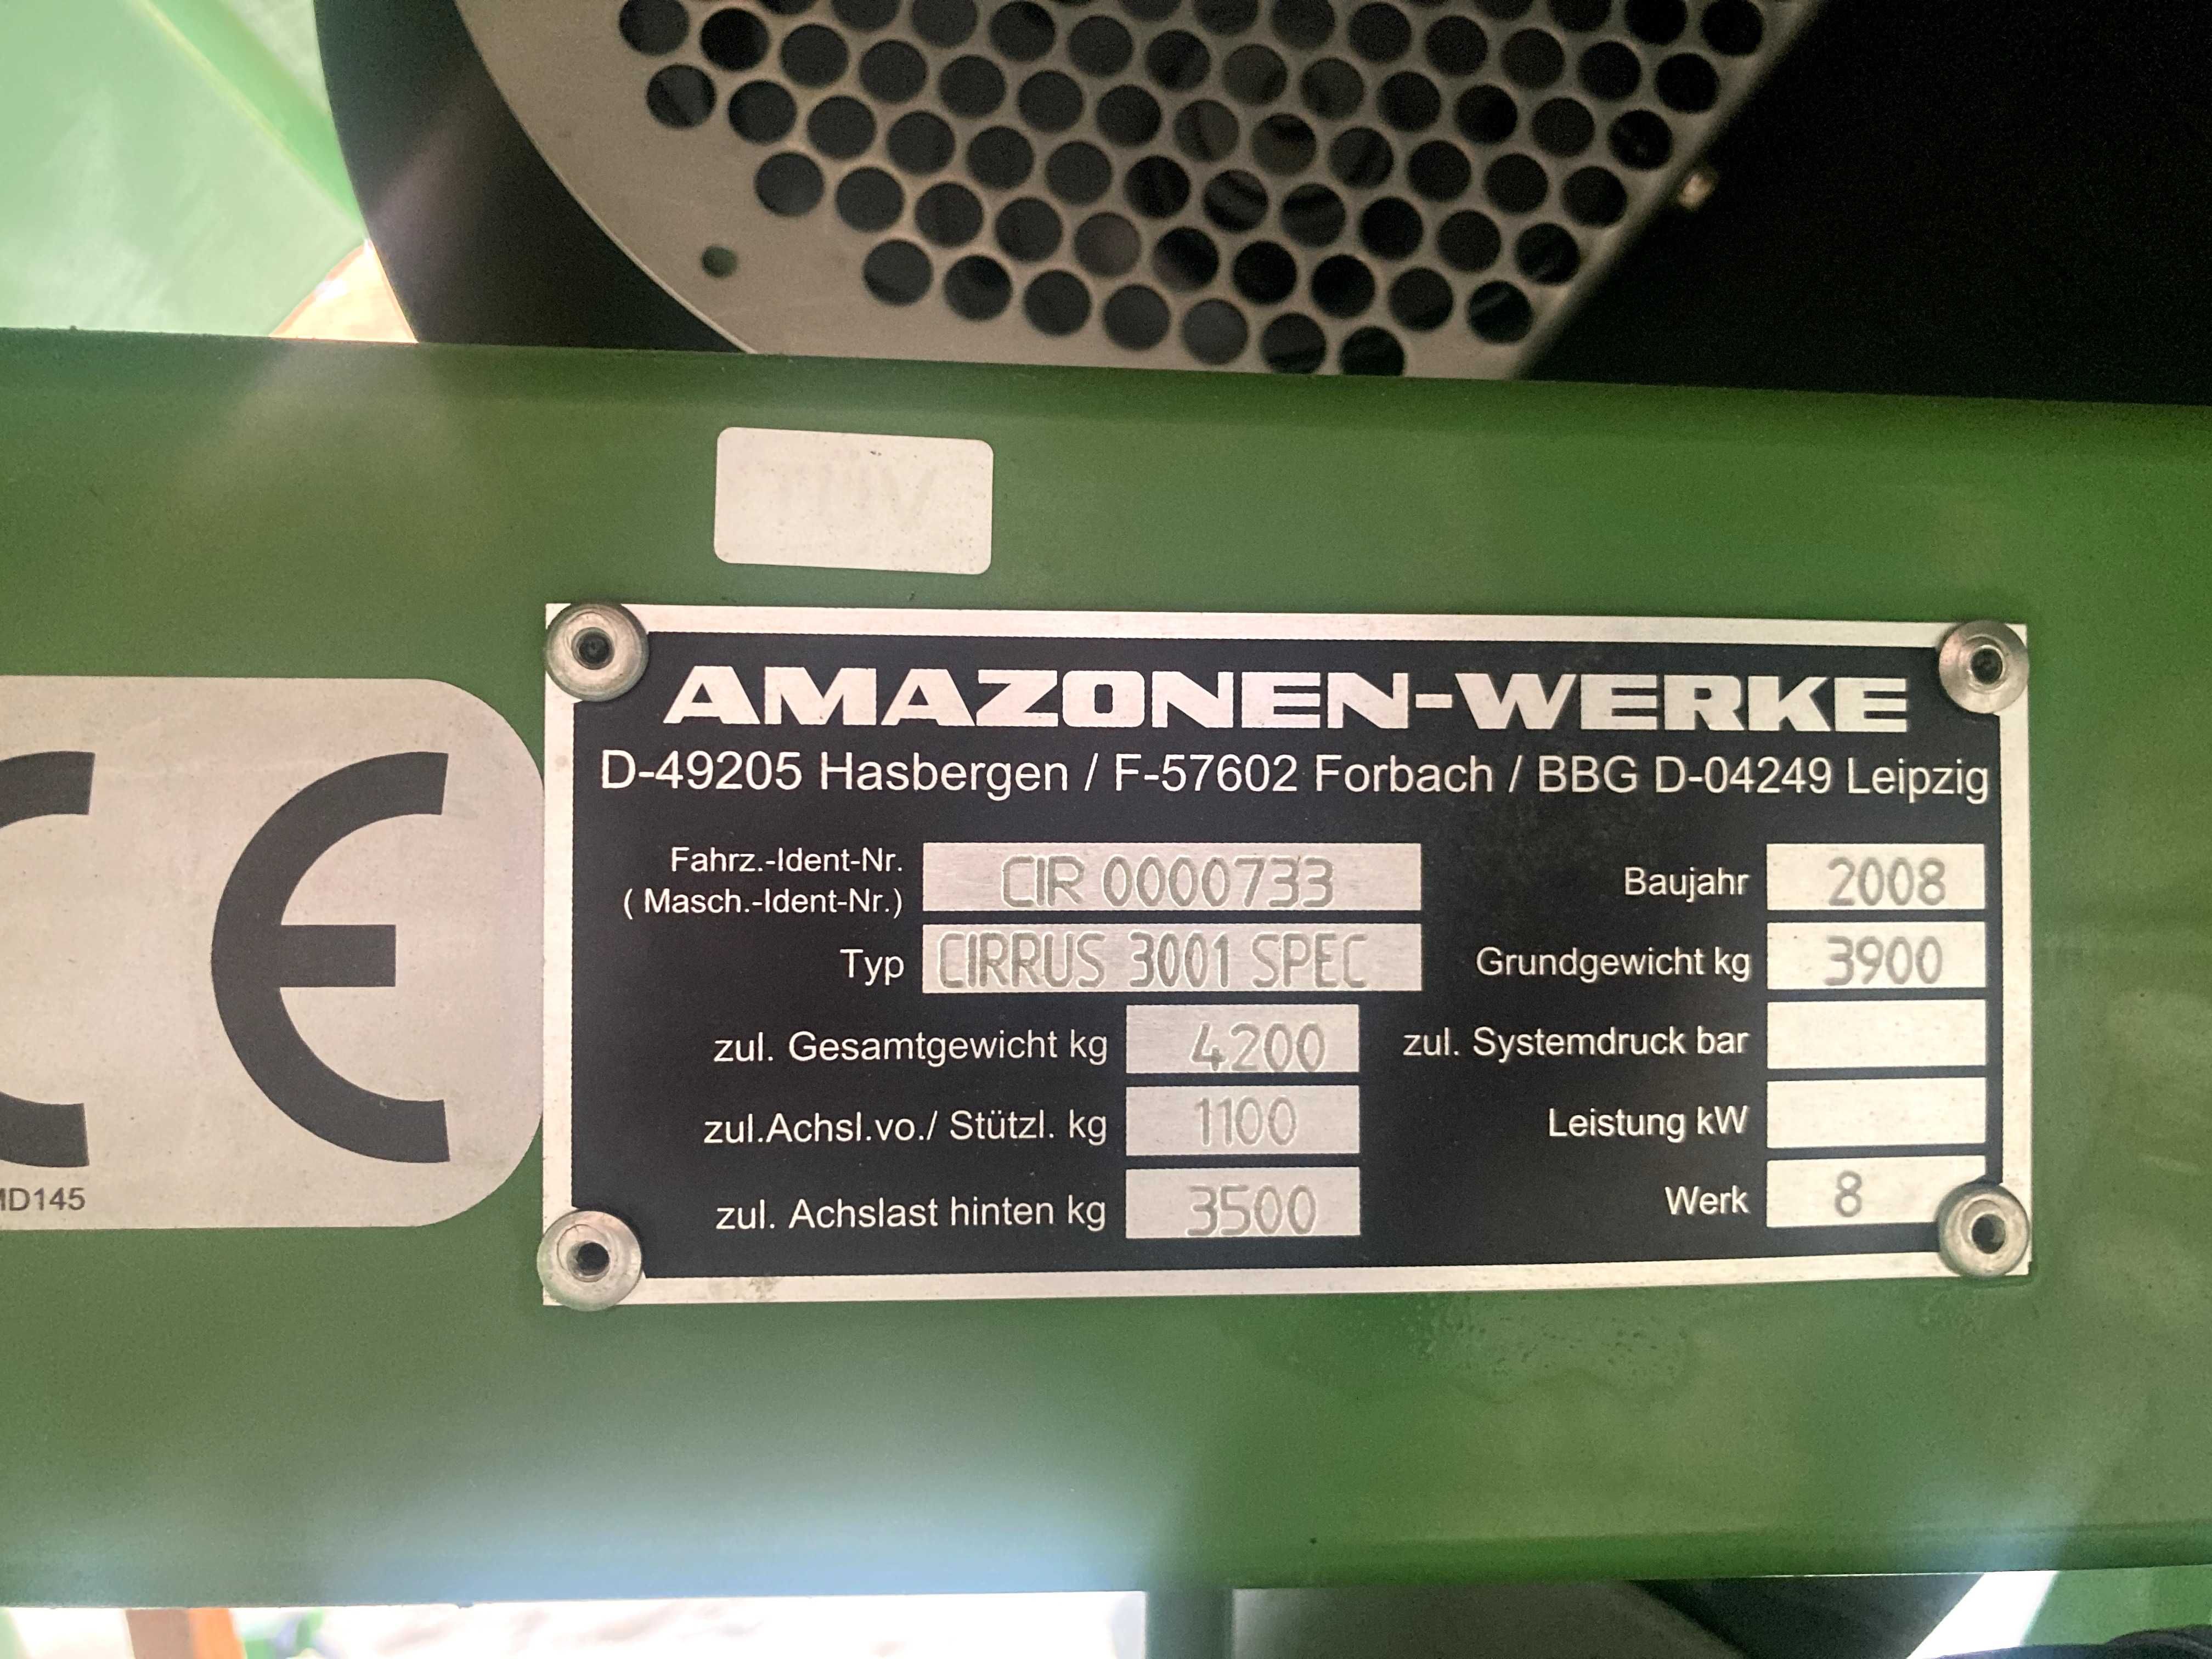 AMAZONEN-WERKE
D-49205 Hasbergen / F-57602 Forbach / BBG D-04249 Leipzig
Fahrz.-Ident-Nr.
( Masch.-Ident-Nr.) CIR 0000733
Baujahr 2008
Typ CIRRUS 3001 SPEC
Grundgewicht kg 3900
zul. Gesamtgewicht kg 4200
zul. Systemdruck bar
zul.Achsl.vo./ Stützl. kg 1100
Leistung kW
zul. Achslast hinten kg 3500
Werk 8
CE
MD145